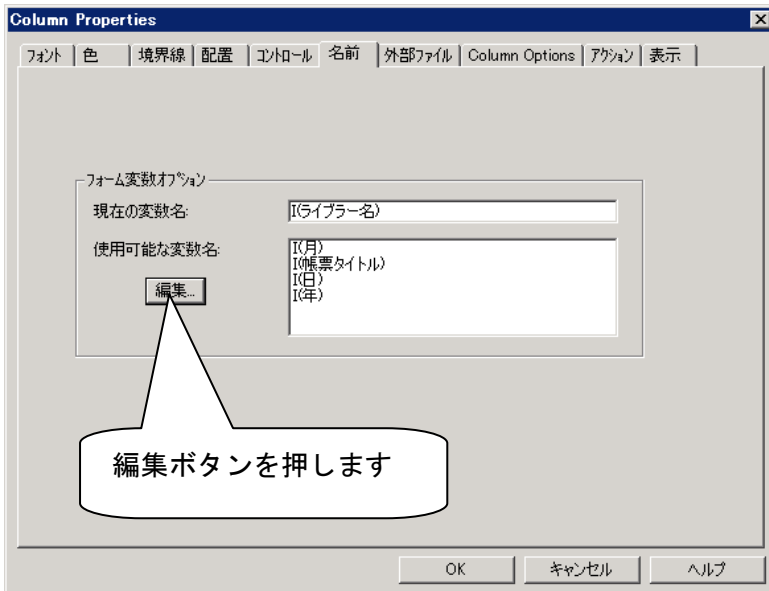 Column Properties
フォント 色 境界線 配置 コントロール 名前 外部ファイル Column Options アクション 表示
フォーム変数オプション
現在の変数名: I(ライブラー名)
使用可能な変数名: I(月)
I(帳票タイトル)
I(日)
I(年)
編集...
編集ボタンを押します
OK キャンセル ヘルプ